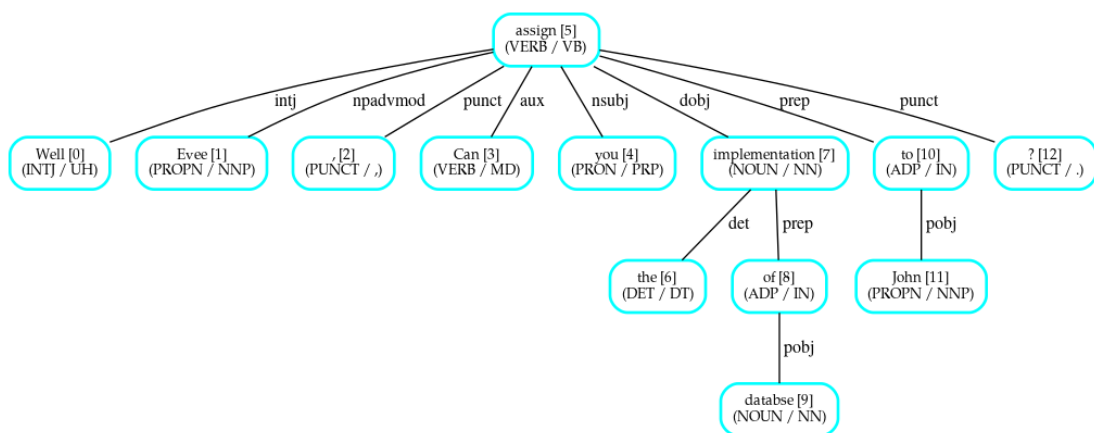 assign [5]
(VERB / VB)
intj
npadvmod
punct
aux
nsubj
dobj
prep
punct
Well [0]
(INTJ / UH)
Evee [1]
(PROPN / NNP)
, [2]
(PUNCT / ,)
Can [3]
(VERB / MD)
you [4]
(PRON / PRP)
implementation [7]
(NOUN / NN)
to [10]
(ADP / IN)
? [12]
(PUNCT / .)
det
prep
pobj
the [6]
(DET / DT)
of [8]
(ADP / IN)
John [11]
(PROPN / NNP)
pobj
databse [9]
(NOUN / NN)